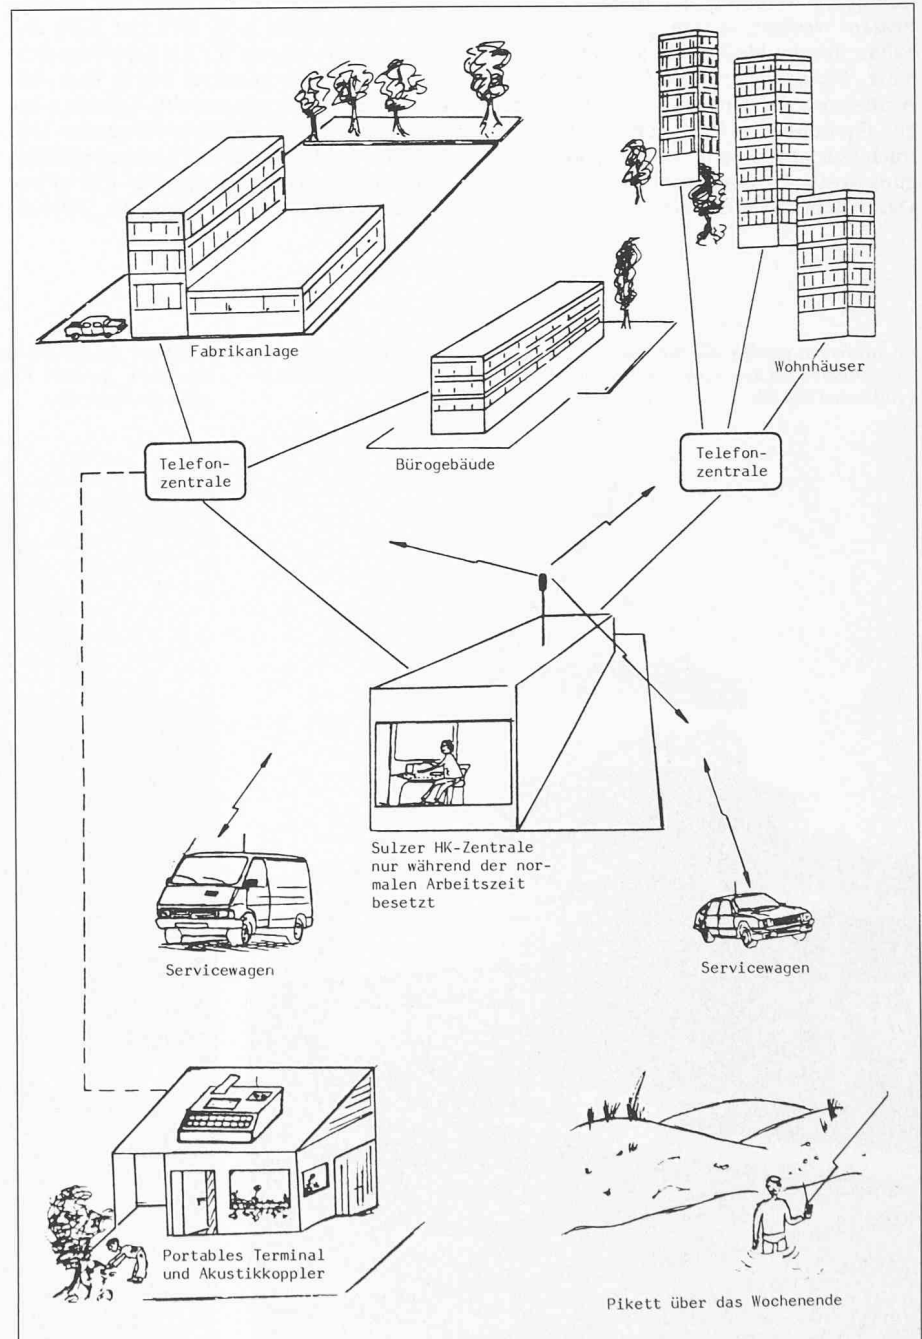 Fabrikanlage
Wohnhäuser
Bürogebäude
Telefon-
zentrale
Telefon-
zentrale
Sulzer HK-Zentrale
nur während der nor-
malen Arbeitszeit
besetzt
Servicewagen
Servicewagen
Portables Terminal
und Akustikkoppler
Pikett über das Wochenende